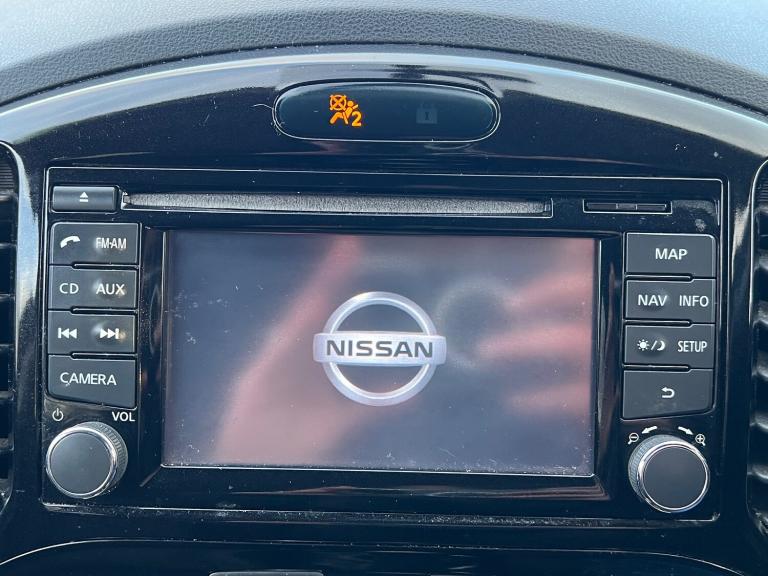 2
FM·AM
CD AUX
CAMERA
VOL
NISSAN
MAP
NAV INFO
SETUP